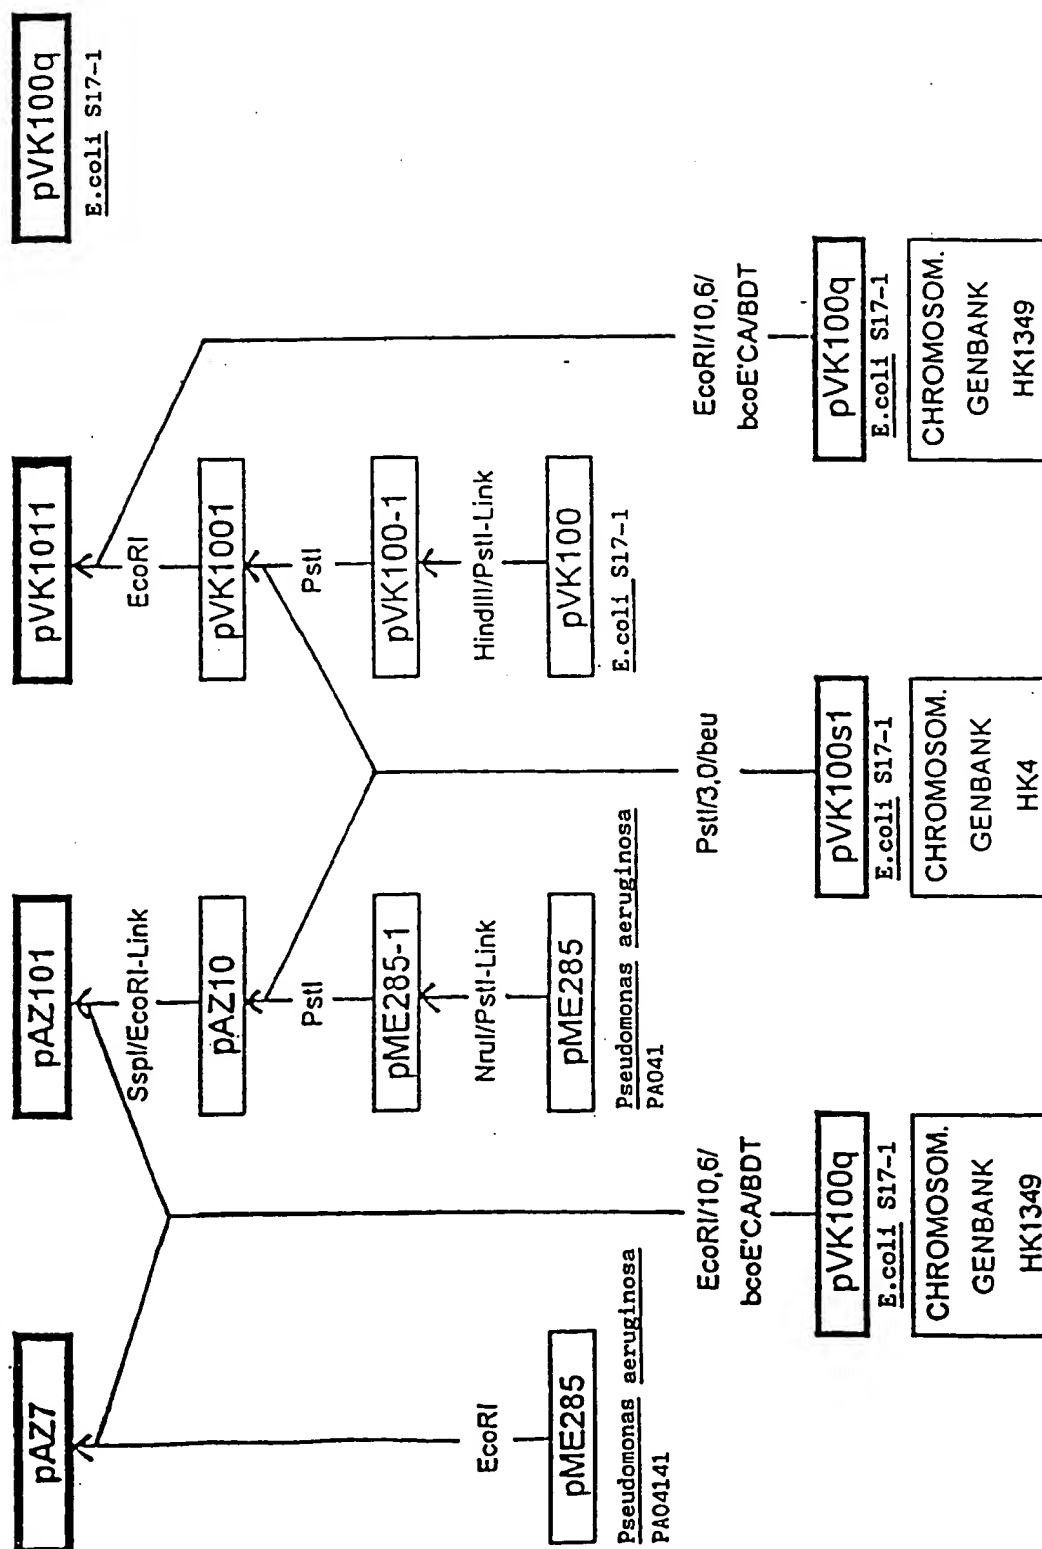 pAZ7
pAZ101
pVK1011
pVK100q
E.coli S17-1
SspI/EcoRI-Link
EcoRI
pAZ10
pVK1001
PstI
PstI
pME285-1
pVK100-1
EcoRI
NruI/PstI-Link
HindIII/PstI-Link
pME285
pME285
pVK100
Pseudomonas aeruginosa
PAO4141
Pseudomonas aeruginosa
PAO41
E.coli S17-1
EcoRI/10,6/
bcoE'CA/BDT
PstI/3,0/beu
EcoRI/10,6/
bcoE'CA/BDT
pVK100q
E.coli S17-1
pVK100s1
E.coli S17-1
pVK100q
E.coli S17-1
CHROMOSOM.
GENBANK
HK1349
CHROMOSOM.
GENBANK
HK4
CHROMOSOM.
GENBANK
HK1349